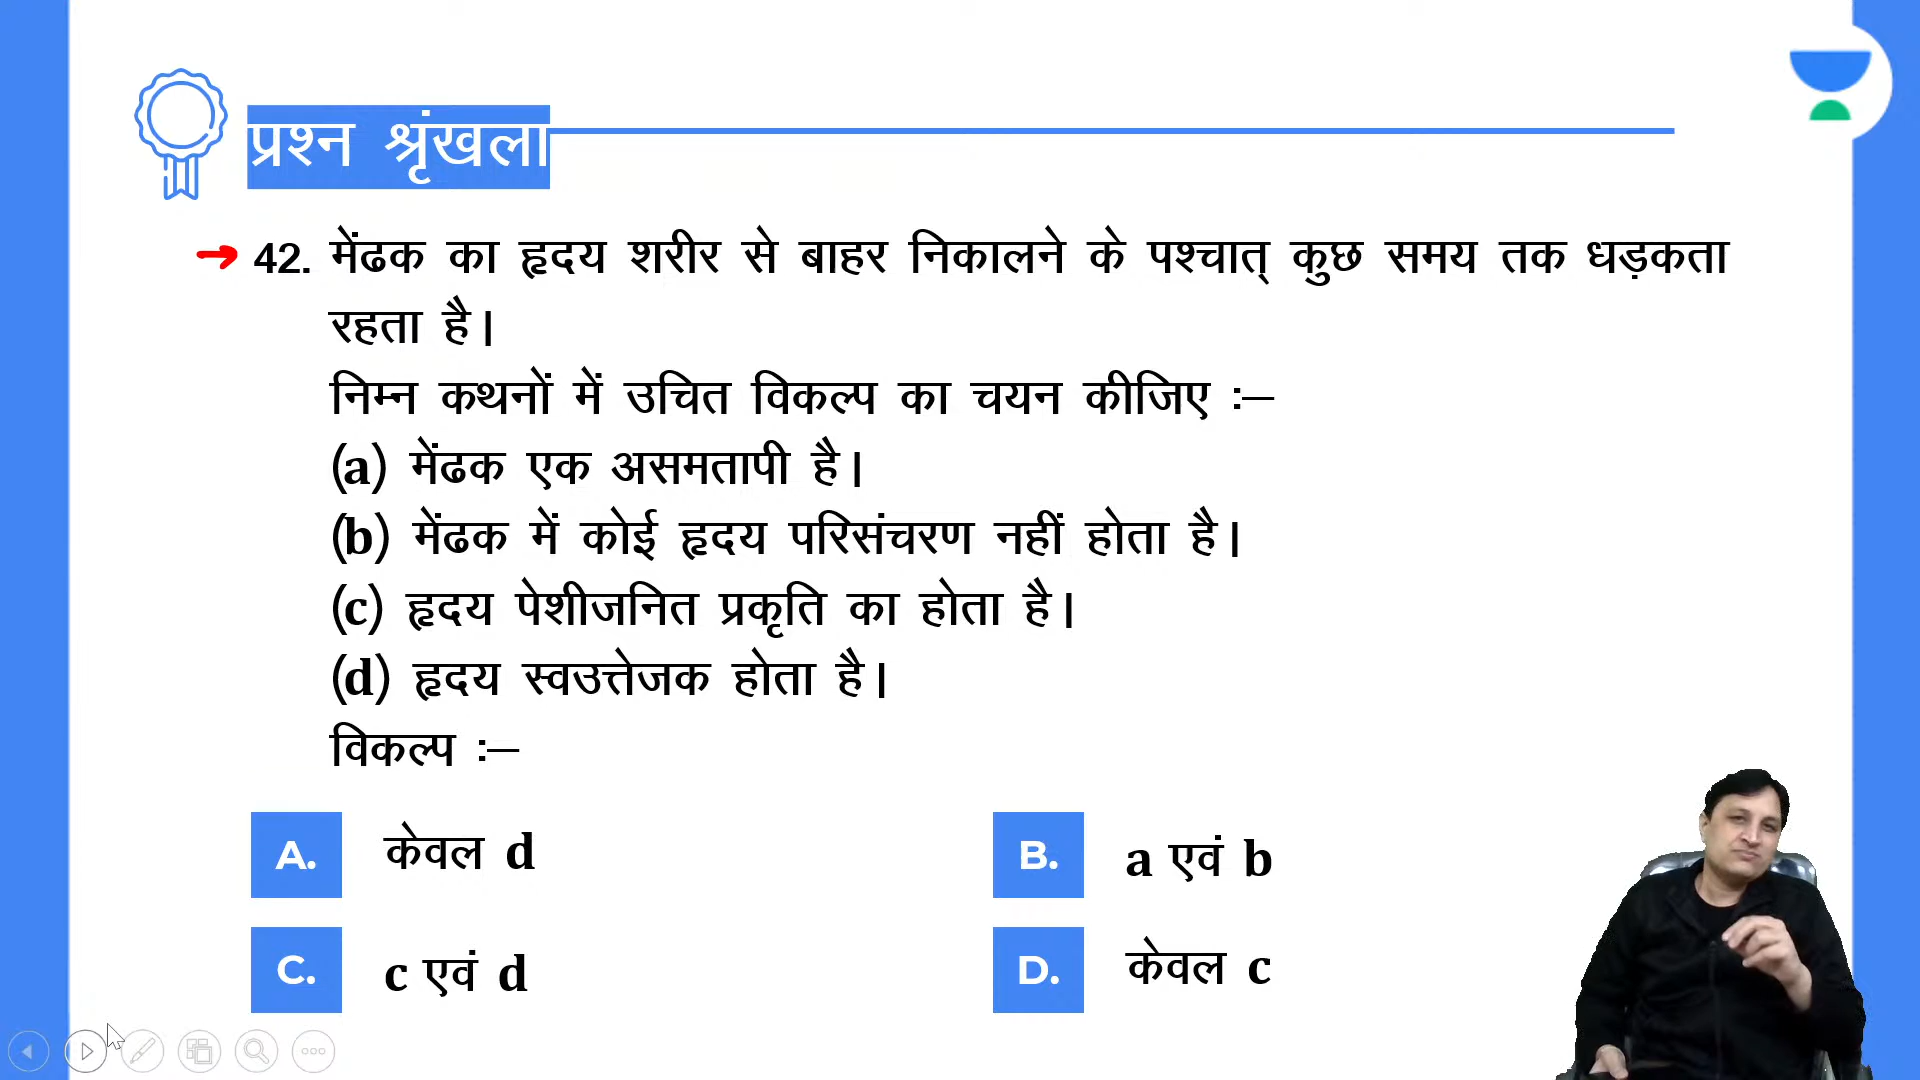 प्रश्न श्रृंखला
42. मेंढक का हृदय शरीर से बाहर निकालने के पश्चात् कुछ समय तक धड़कता
रहता है।
निम्न कथनों में उचित विकल्प का चयन कीजिए :–
(a) मेंढक एक असमतापी है।
(b) मेंढक में कोई हृदय परिसंचरण नहीं होता है।
(c) हृदय पेशीजनित प्रकृति का होता है।
(d) हृदय स्वउत्तेजक होता है।
विकल्प :–
A. केवल d
B. a एवं b
C. c एवं d
D. केवल c